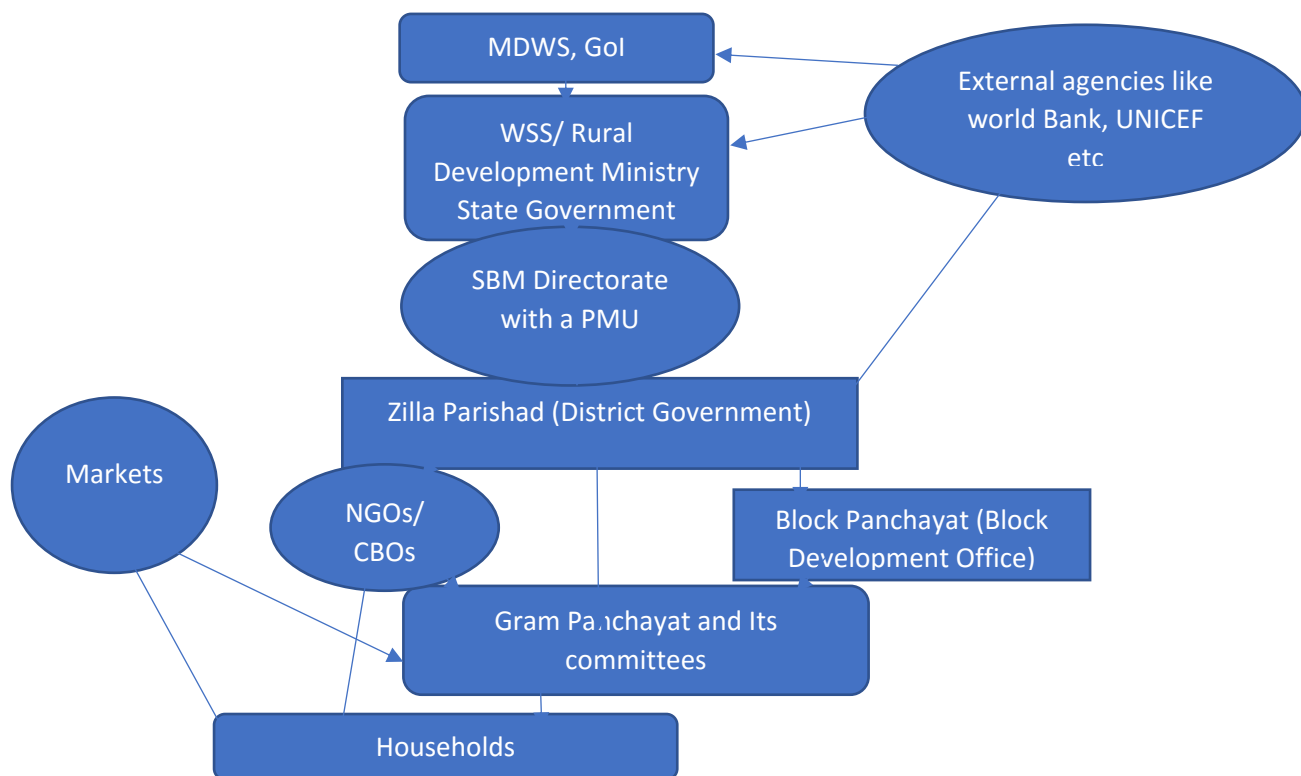 MDWS, GoI
External agencies like
world Bank, UNICEF
etc
WSS/ Rural
Development Ministry
State Government
SBM Directorate
with a PMU
Zilla Parishad (District Government)
Markets
NGOs/
CBOs
Block Panchayat (Block
Development Office)
Gram Panchayat and Its
committees
Households